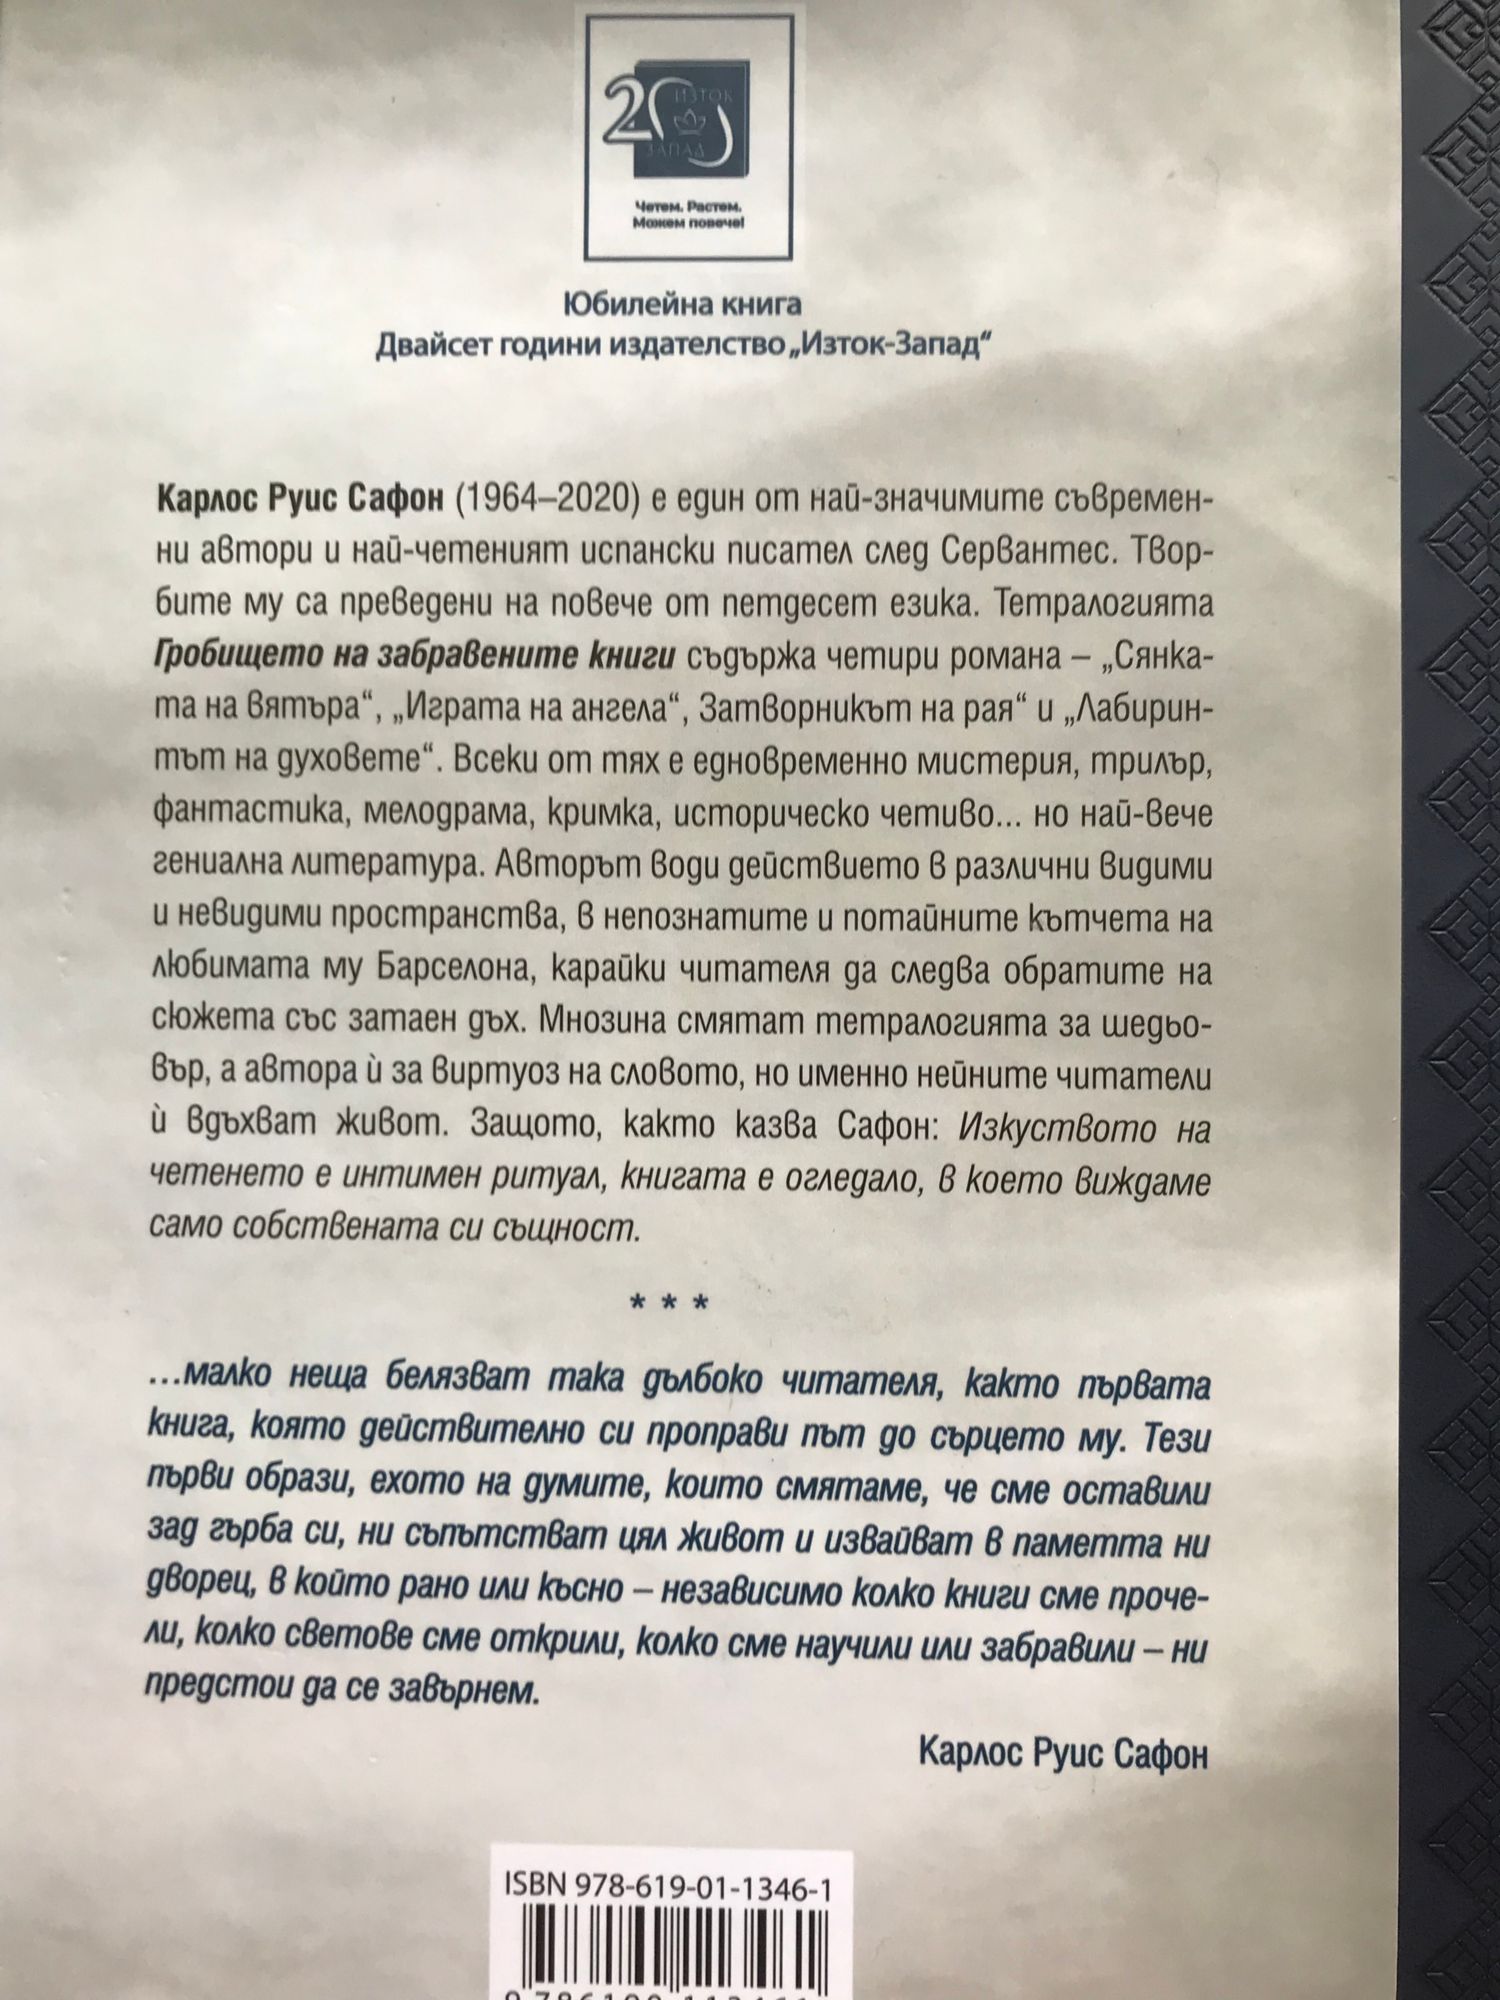 20
ИЗТОК
ЗАПАД
Четем. Растем.
Можем повече!
Юбилейна книга
Двайсет години издателство „Изток-Запад“
Карлос Руис Сафон (1964–2020) е един от най-значимите съвремен-
ни автори и най-четеният испански писател след Сервантес. Твор-
бите му са преведени на повече от петдесет езика. Тетралогията
Гробището на забравените книги съдържа четири романа – „Сянка-
та на вятъра“, „Играта на ангела“, Затворникът на рая“ и „Лабирин-
тът на духовете“. Всеки от тях е едновременно мистерия, трилър,
фантастика, мелодрама, кримка, историческо четиво... но най-вече
гениална литература. Авторът води действието в различни видими
и невидими пространства, в непознатите и потайните кътчета на
любимата му Барселона, карайки читателя да следва обратите на
сюжета със затаен дъх. Мнозина смятат тетралогията за шедьо-
вър, а автора ѝ за виртуоз на словото, но именно нейните читатели
ѝ вдъхват живот. Защото, както казва Сафон: Изкуството на
четенето е интимен ритуал, книгата е огледало, в което виждаме
само собствената си същност.
* * *
...малко неща белязват така дълбоко читателя, както първата
книга, която действително си проправи път до сърцето му. Тези
първи образи, ехото на думите, които смятаме, че сме оставили
зад гърба си, ни съпътстват цял живот и извайват в паметта ни
дворец, в който рано или късно – независимо колко книги сме проче-
ли, колко светове сме открили, колко сме научили или забравили – ни
предстои да се завърнем.
Карлос Руис Сафон
ISBN 978-619-01-1346-1